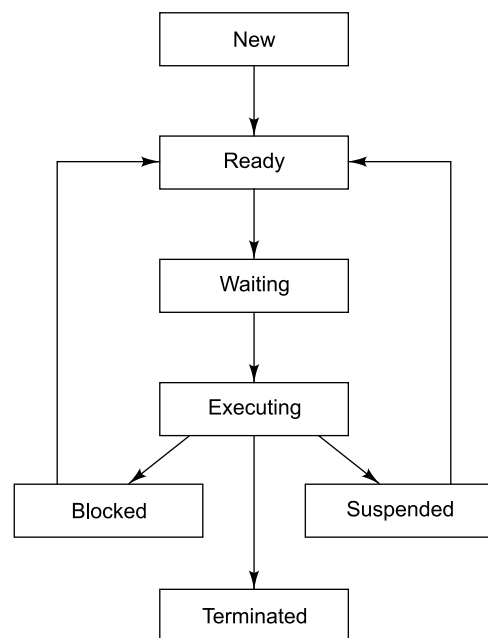 New
Ready
Waiting
Executing
Blocked
Suspended
Terminated